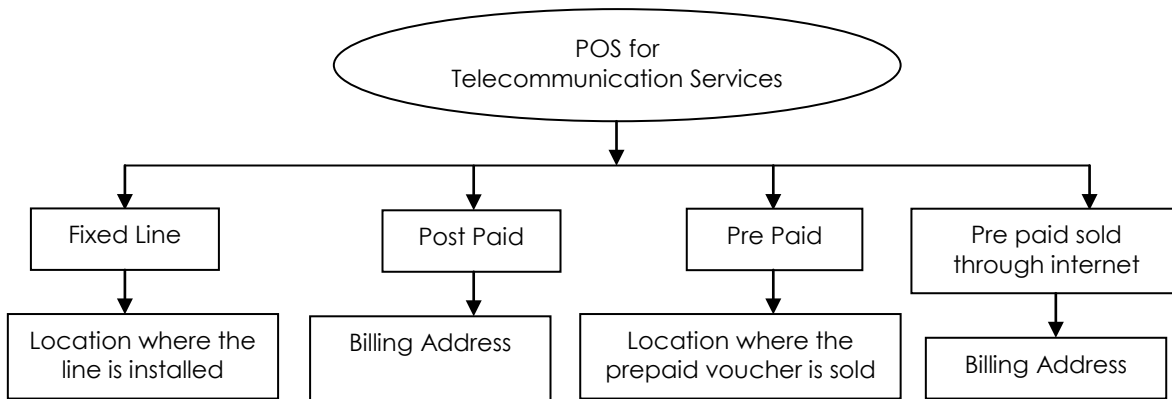 POS for
Telecommunication Services
Fixed Line
Post Paid
Pre Paid
Pre paid sold
through internet
Location where the
line is installed
Billing Address
Location where the
prepaid voucher is sold
Billing Address